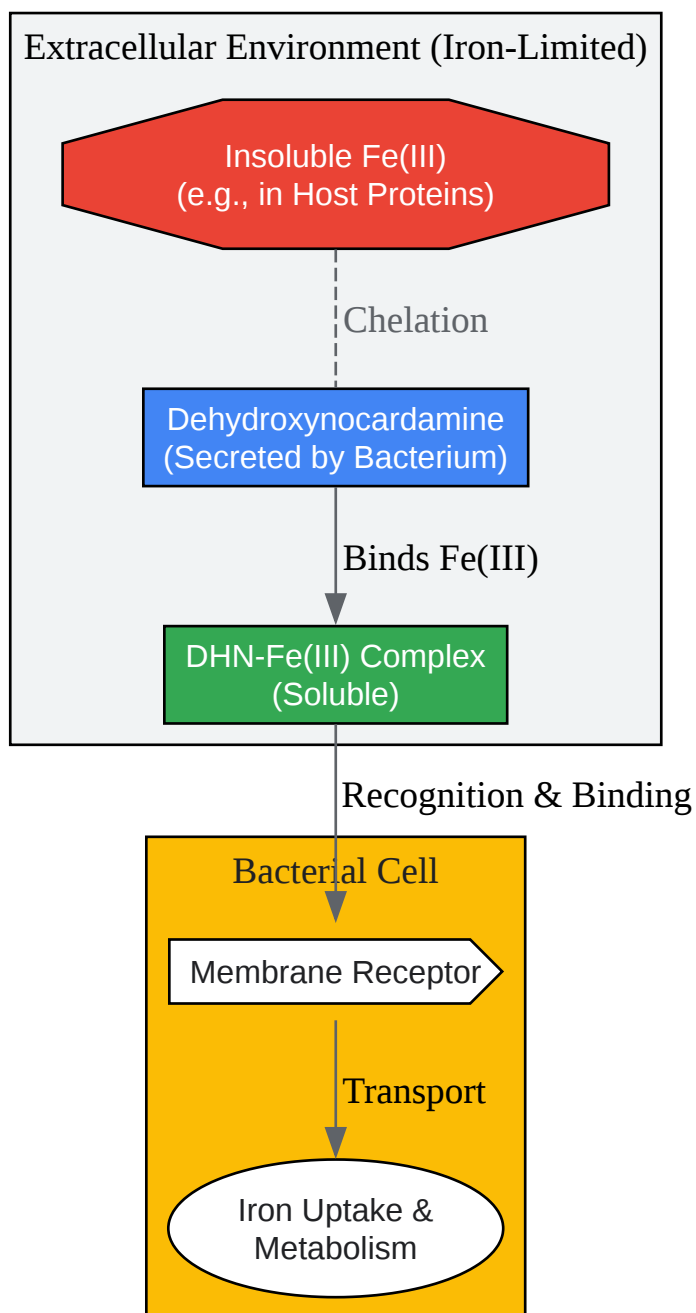 Extracellular Environment (Iron-Limited)
Insoluble Fe(III)
(e.g., in Host Proteins)
Chelation
Dehydroxynocardamine
(Secreted by Bacterium)
Binds Fe(III)
DHN-Fe(III) Complex
(Soluble)
Recognition & Binding
Bacterial Cell
Membrane Receptor
Transport
Iron Uptake &
Metabolism